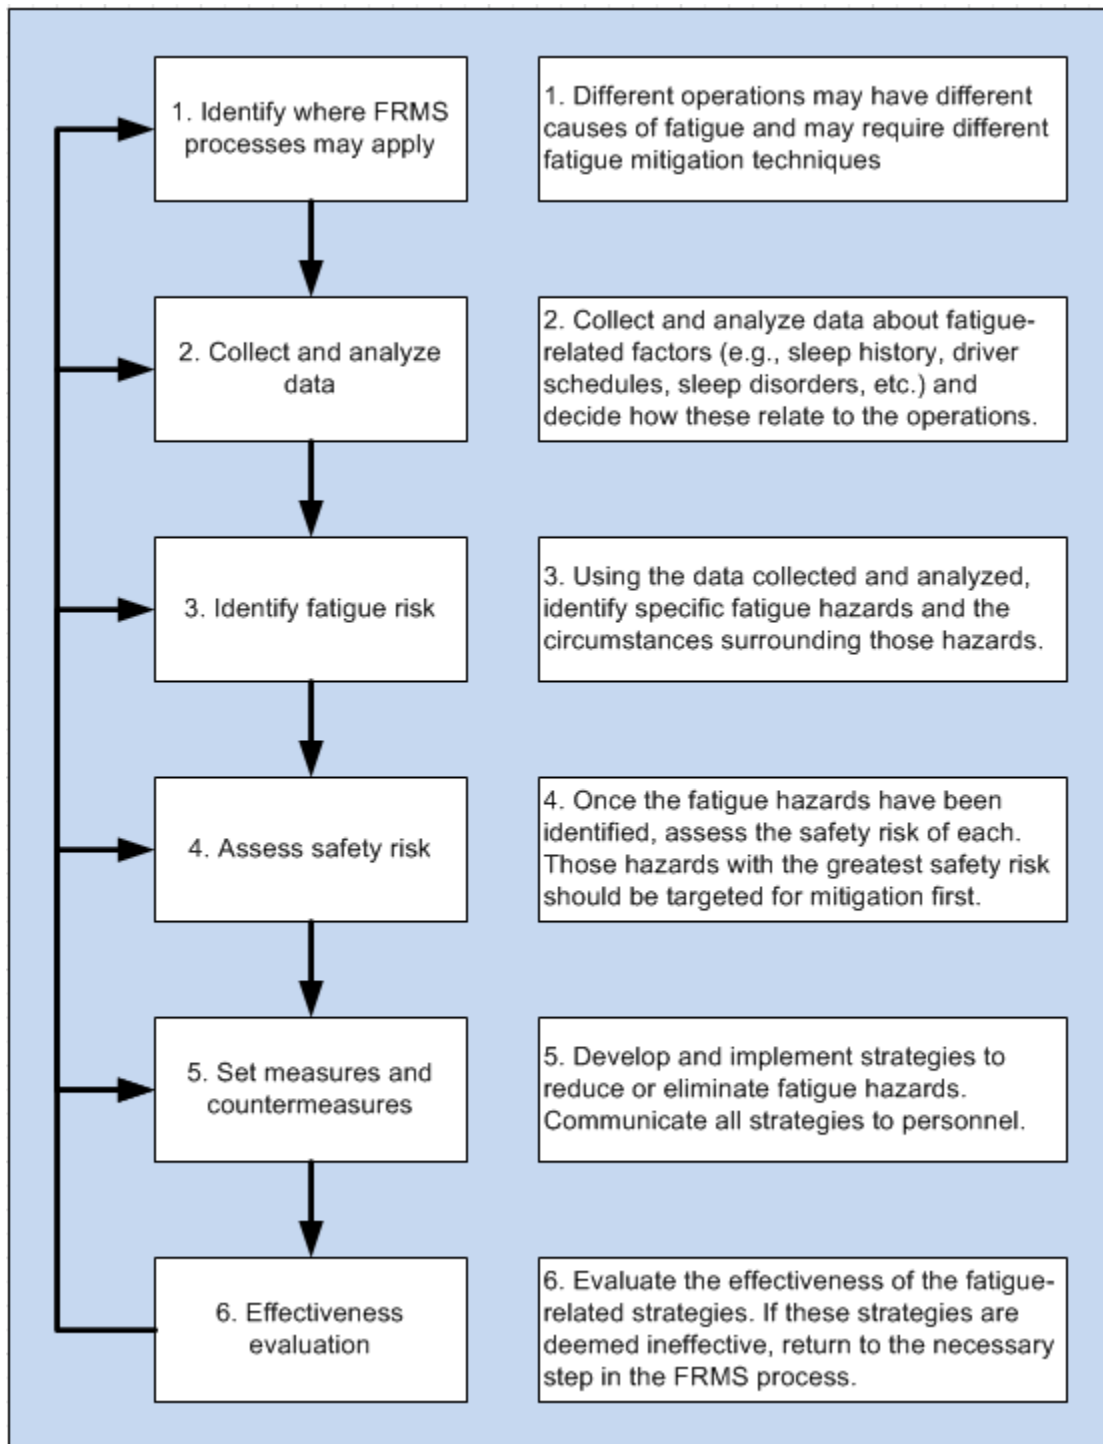 1. Identify where FRMS
processes may apply
1. Different operations may have different
causes of fatigue and may require different
fatigue mitigation techniques
2. Collect and analyze
data
2. Collect and analyze data about fatigue-
related factors (e.g., sleep history, driver
schedules, sleep disorders, etc.) and
decide how these relate to the operations.
3. Identify fatigue risk
3. Using the data collected and analyzed,
identify specific fatigue hazards and the
circumstances surrounding those hazards.
4. Assess safety risk
4. Once the fatigue hazards have been
identified, assess the safety risk of each.
Those hazards with the greatest safety risk
should be targeted for mitigation first.
5. Set measures and
countermeasures
5. Develop and implement strategies to
reduce or eliminate fatigue hazards.
Communicate all strategies to personnel.
6. Effectiveness
evaluation
6. Evaluate the effectiveness of the fatigue-
related strategies. If these strategies are
deemed ineffective, return to the necessary
step in the FRMS process.